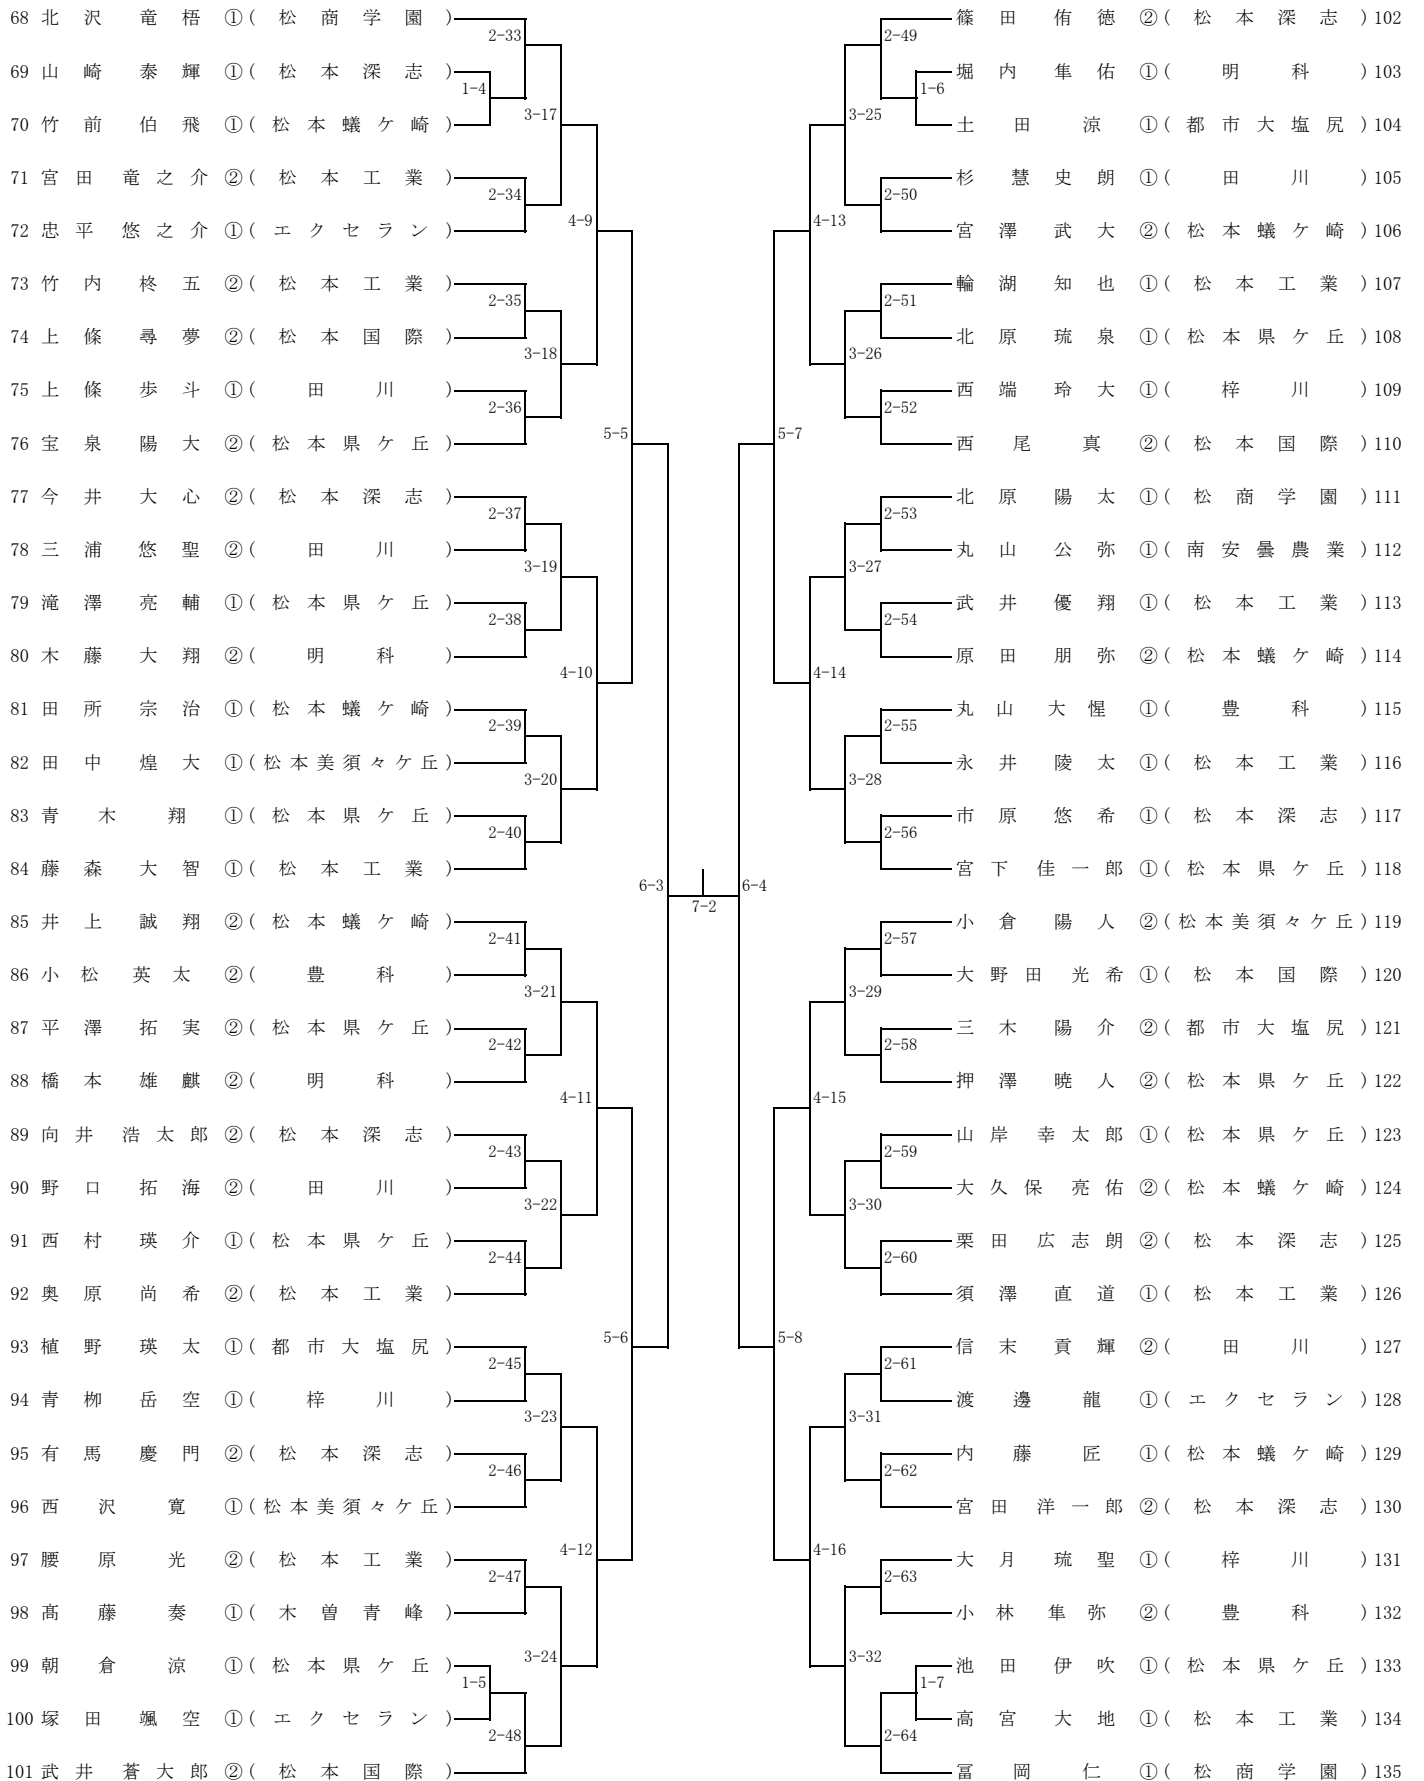 68 北沢竜梧 ①(松商学園)
69 山崎泰輝 ①(松本深志)
70 竹前伯飛 ①(松本蟻ケ崎)
71 宮田竜之介 ②(松本工業)
72 忠平悠之介 ①(エクセラン)
73 竹内柊五 ②(松本工業)
74 上條尋夢 ②(松本国際)
75 上條歩斗 ①(田川)
76 宝泉陽大 ②(松本県ケ丘)
77 今井大心 ②(松本深志)
78 三浦悠聖 ②(田川)
79 滝澤亮輔 ①(松本県ケ丘)
80 木藤大翔 ②(明科)
81 田所宗治 ①(松本蟻ケ崎)
82 田中煌大 ①(松本美須々ケ丘)
83 青木翔 ①(松本県ケ丘)
84 藤森大智 ①(松本工業)
85 井上誠翔 ②(松本蟻ケ崎)
86 小松英太 ②(豊科)
87 平澤拓実 ②(松本県ケ丘)
88 橋本雄麒 ②(明科)
89 向井浩太郎 ②(松本深志)
90 野口拓海 ②(田川)
91 西村瑛介 ①(松本県ケ丘)
92 奥原尚希 ②(松本工業)
93 植野瑛太 ①(都市大塩尻)
94 青栁岳空 ①(梓川)
95 有馬慶門 ②(松本深志)
96 西沢寛 ①(松本美須々ケ丘)
97 腰原光 ②(松本工業)
98 髙藤奏 ①(木曽青峰)
99 朝倉涼 ①(松本県ケ丘)
100 塚田颯空 ①(エクセラン)
101 武井蒼大郎 ②(松本国際)
1-4
1-5
2-33
2-34
2-35
2-36
2-37
2-38
2-39
2-40
2-41
2-42
2-43
2-44
2-45
2-46
2-47
2-48
3-17
3-18
3-19
3-20
3-21
3-22
3-23
3-24
4-9
4-10
4-11
4-12
5-5
5-6
6-3
7-2
6-4
5-7
5-8
4-13
4-14
4-15
4-16
3-25
3-26
3-27
3-28
3-29
3-30
3-31
3-32
2-49
2-50
2-51
2-52
2-53
2-54
2-55
2-56
2-57
2-58
2-59
2-60
2-61
2-62
2-63
2-64
1-6
1-7
篠田侑徳 ②(松本深志)102
堀内隼佑 ①(明科)103
土田涼 ①(都市大塩尻)104
杉慧史朗 ①(田川)105
宮澤武大 ②(松本蟻ケ崎)106
輪湖知也 ①(松本工業)107
北原琉泉 ①(松本県ケ丘)108
西端玲大 ①(梓川)109
西尾真 ②(松本国際)110
北原陽太 ①(松商学園)111
丸山公弥 ①(南安曇農業)112
武井優翔 ①(松本工業)113
原田朋弥 ②(松本蟻ケ崎)114
丸山大惺 ①(豊科)115
永井陵太 ①(松本工業)116
市原悠希 ①(松本深志)117
宮下佳一郎 ①(松本県ケ丘)118
小倉陽人 ②(松本美須々ケ丘)119
大野田光希 ①(松本国際)120
三木陽介 ②(都市大塩尻)121
押澤暁人 ②(松本県ケ丘)122
山岸幸太郎 ①(松本県ケ丘)123
大久保亮佑 ②(松本蟻ケ崎)124
栗田広志朗 ②(松本深志)125
須澤直道 ①(松本工業)126
信末貢輝 ②(田川)127
渡邊龍 ①(エクセラン)128
内藤匠 ①(松本蟻ケ崎)129
宮田洋一郎 ②(松本深志)130
大月琉聖 ①(梓川)131
小林隼弥 ②(豊科)132
池田伊吹 ①(松本県ケ丘)133
高宮大地 ①(松本工業)134
冨岡仁 ①(松商学園)135